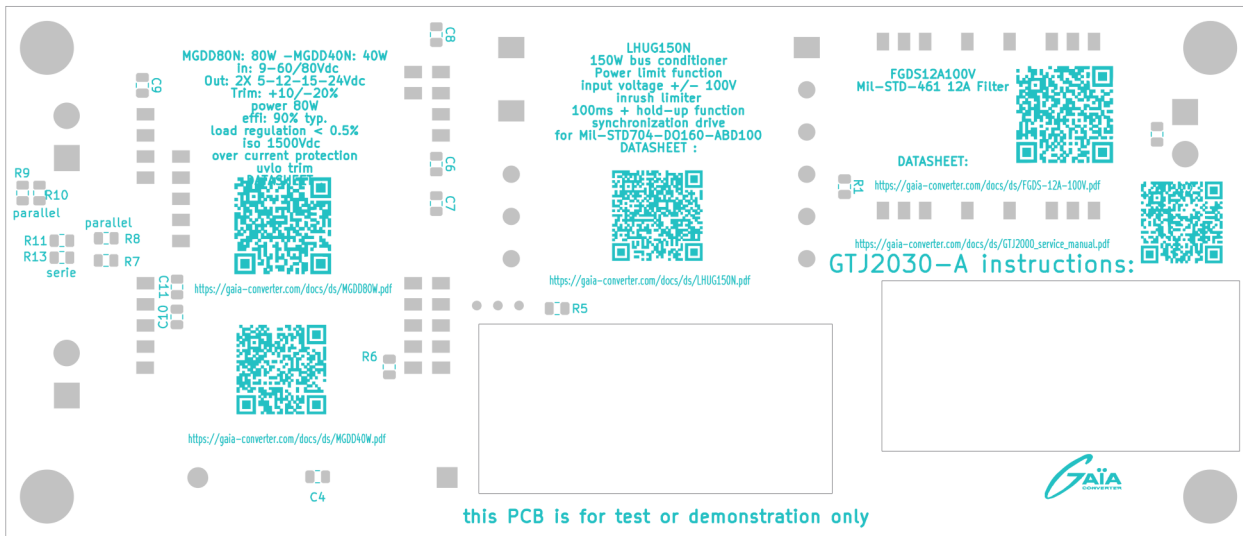 MGDD80N: 80W -MGDD40N: 40W
In: 9-60/80Vdc
Out: 2X 5-12-15-24Vdc
Trim: +10/-20%
power 80W
effi: 90% typ.
load regulation < 0.5%
iso 1500Vdc
over current protection
uvlo trim
DATASHEET
https://gaia-converter.com/docs/ds/MGDD80W.pdf
https://gaia-converter.com/docs/ds/MGDD40W.pdf
C9
R9
R10
parallel
parallel
R11
R8
R13
R7
serie
C11
C10
R6
C4
C8
C6
C7
LHUG150N
150W bus conditioner
Power limit function
input voltage +/- 100V
inrush limiter
100ms + hold-up function
synchronization drive
for Mil-STD704-DO160-ABD100
DATASHEET :
https://gaia-converter.com/docs/ds/LHUG150N.pdf
R5
FGDS12A100V
Mil-STD-461 12A Filter
DATASHEET:
R1
https://gaia-converter.com/docs/ds/FGDS-12A-100V.pdf
https://gaia-converter.com/docs/ds/GTJ2000_service_manual.pdf
GTJ2030-A instructions:
GAÏA
CONVERTER
this PCB is for test or demonstration only